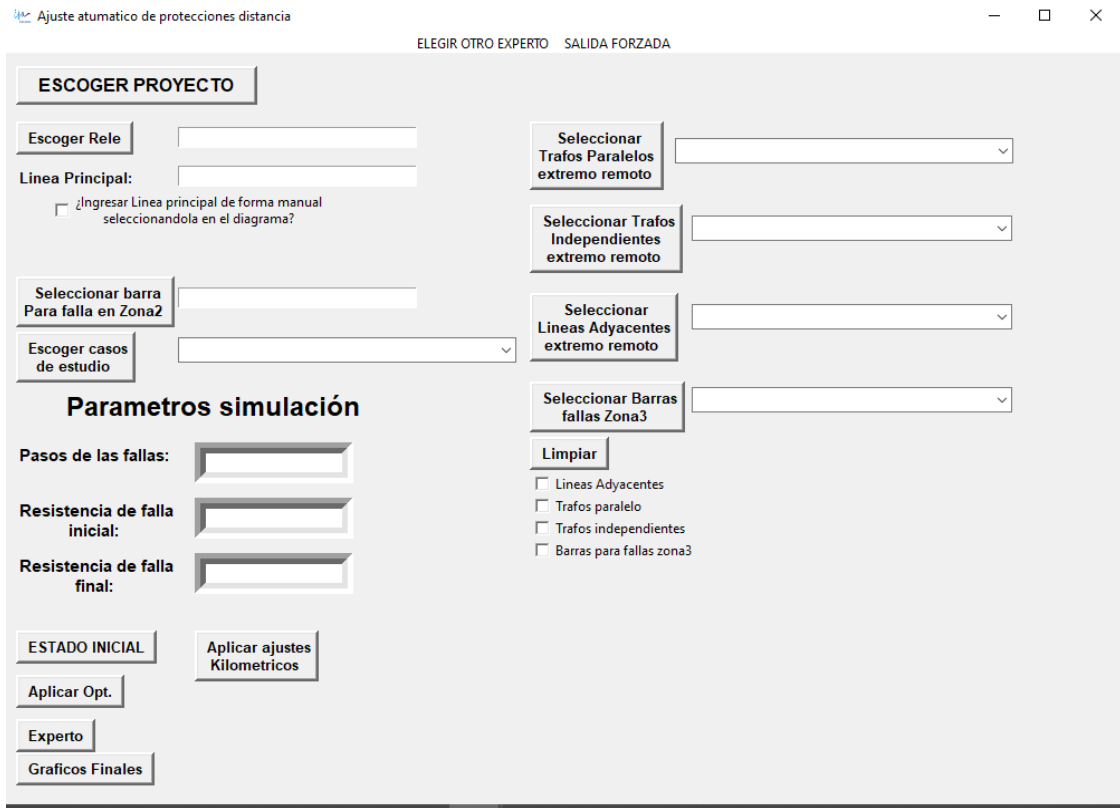 Ajuste atumatico de protecciones distancia
ELEGIR OTRO EXPERTO SALIDA FORZADA
ESCOGER PROYECTO
Escoger Rele
Linea Principal:
¿Ingresar Linea principal de forma manual
seleccionandola en el diagrama?
Seleccionar barra
Para falla en Zona2
Escoger casos
de estudio
Parametros simulación
Pasos de las fallas:
Resistencia de falla
inicial:
Resistencia de falla
final:
ESTADO INICIAL
Aplicar ajustes
Kilometricos
Aplicar Opt.
Experto
Graficos Finales
Seleccionar
Trafos Paralelos
extremo remoto
Seleccionar Trafos
Independientes
extremo remoto
Seleccionar
Lineas Adyacentes
extremo remoto
Seleccionar Barras
fallas Zona3
Limpiar
Lineas Adyacentes
Trafos paralelo
Trafos independientes
Barras para fallas zona3